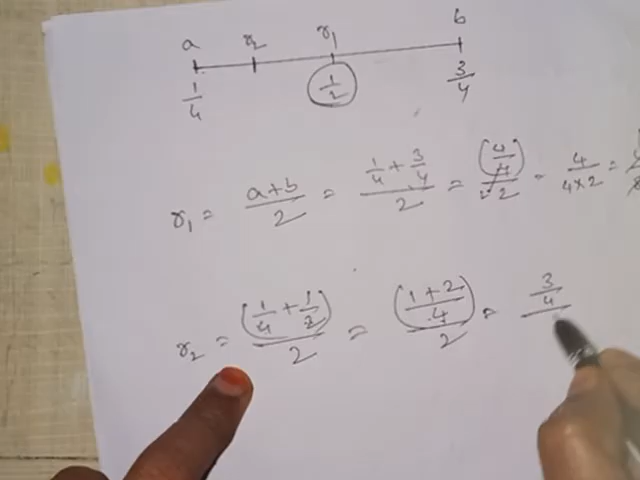 a r₂ r₁ b
1/4 (1/2) 3/4
r₁ = (a+b)/2 = (1/4 + 3/4)/2 = (4/4)/2 = 4/(4×2) =
r₂ = (1/4 + 1/2)/2 = ((1+2)/4)/2 = (3/4)/